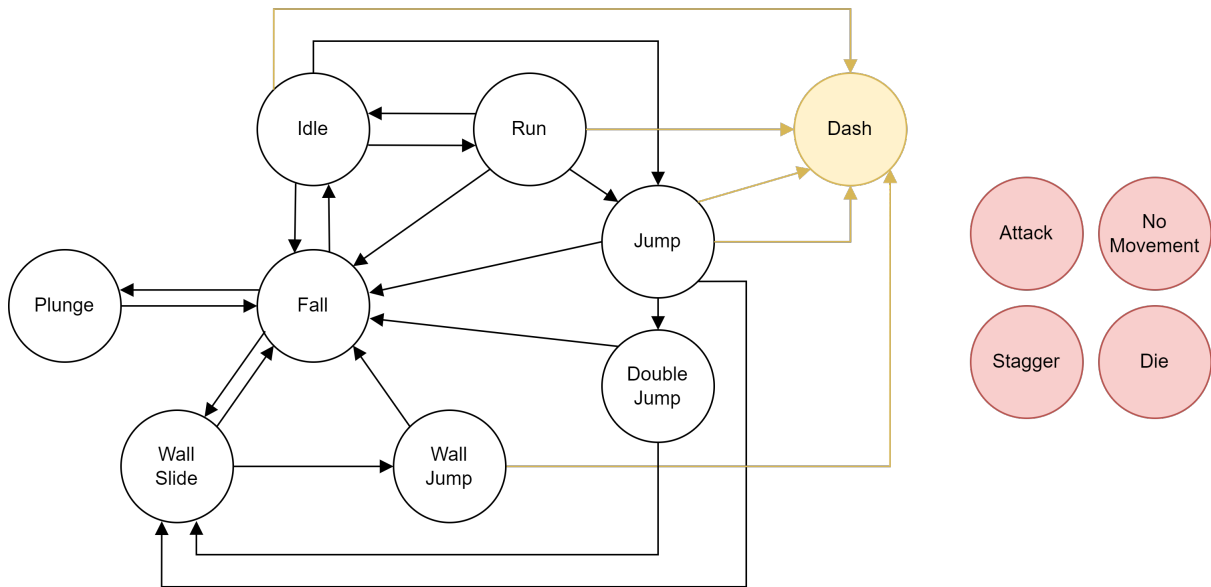 Idle
Run
Dash
Jump
Attack
No
Movement
Plunge
Fall
Stagger
Die
Double
Jump
Wall
Slide
Wall
Jump